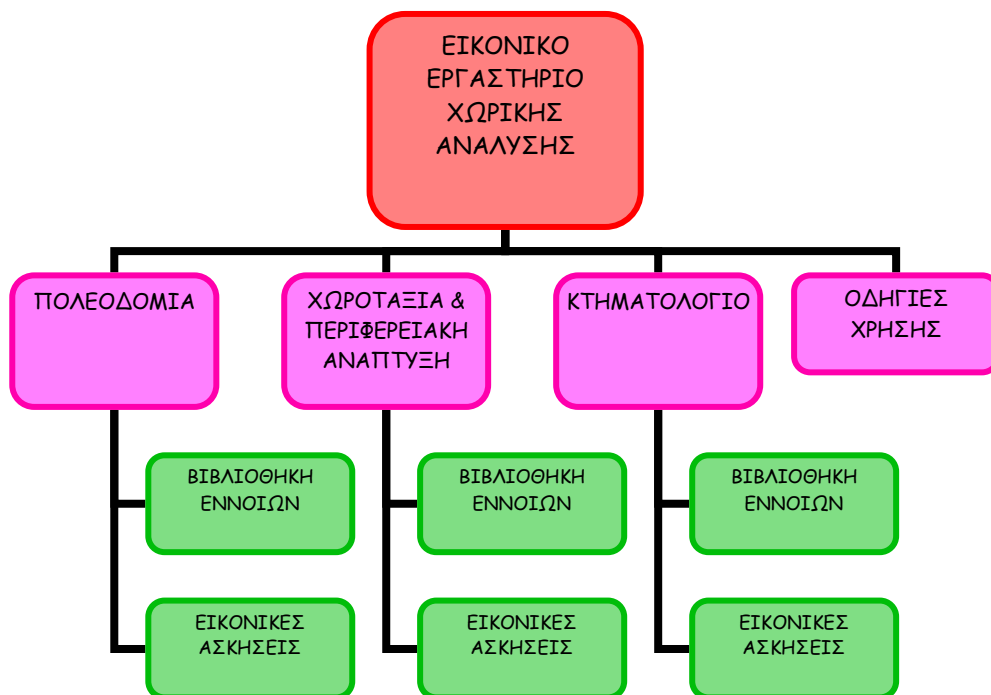 ΕΙΚΟΝΙΚΟ
ΕΡΓΑΣΤΗΡΙΟ
ΧΩΡΙΚΗΣ
ΑΝΑΛΥΣΗΣ
ΠΟΛΕΟΔΟΜΙΑ
ΧΩΡΟΤΑΞΙΑ &
ΠΕΡΙΦΕΡΕΙΑΚΗ
ΑΝΑΠΤΥΞΗ
ΚΤΗΜΑΤΟΛΟΓΙΟ
ΟΔΗΓΙΕΣ
ΧΡΗΣΗΣ
ΒΙΒΛΙΟΘΗΚΗ
ΕΝΝΟΙΩΝ
ΒΙΒΛΙΟΘΗΚΗ
ΕΝΝΟΙΩΝ
ΒΙΒΛΙΟΘΗΚΗ
ΕΝΝΟΙΩΝ
ΕΙΚΟΝΙΚΕΣ
ΑΣΚΗΣΕΙΣ
ΕΙΚΟΝΙΚΕΣ
ΑΣΚΗΣΕΙΣ
ΕΙΚΟΝΙΚΕΣ
ΑΣΚΗΣΕΙΣ